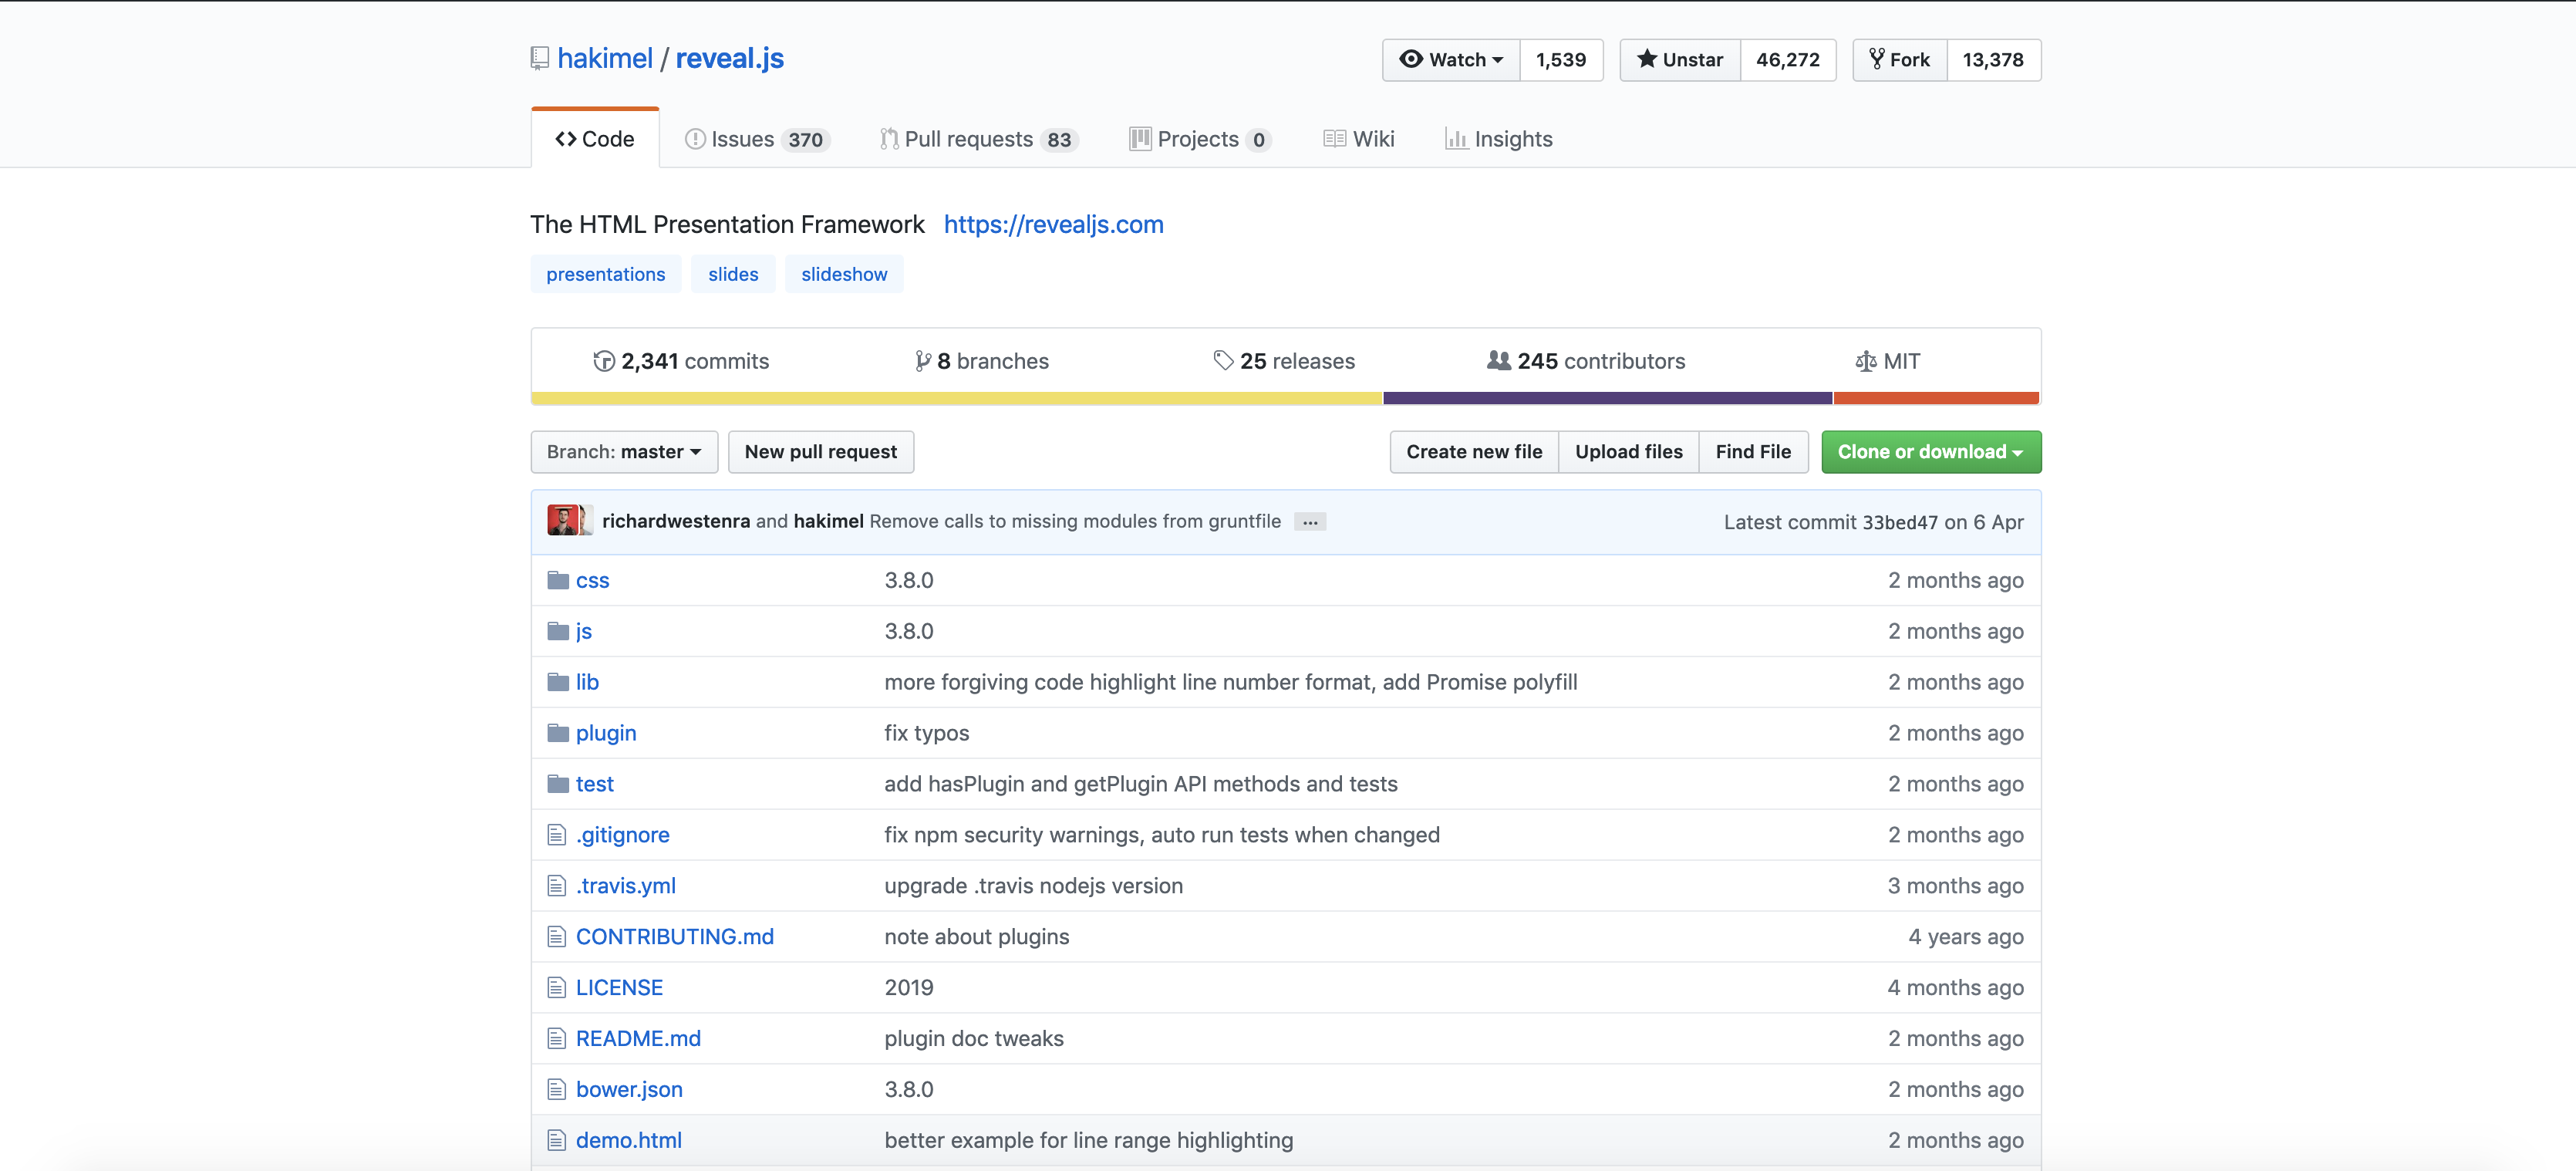 hakimel / reveal.js
Watch 1,539 Unstar 46,272 Fork 13,378
Code Issues 370 Pull requests 83 Projects 0 Wiki Insights
The HTML Presentation Framework https://revealjs.com
presentations slides slideshow
2,341 commits 8 branches 25 releases 245 contributors MIT
Branch: master New pull request Create new file Upload files Find File Clone or download
richardwestenra and hakimel Remove calls to missing modules from gruntfile ... Latest commit 33bed47 on 6 Apr
css 3.8.0 2 months ago
js 3.8.0 2 months ago
lib more forgiving code highlight line number format, add Promise polyfill 2 months ago
plugin fix typos 2 months ago
test add hasPlugin and getPlugin API methods and tests 2 months ago
.gitignore fix npm security warnings, auto run tests when changed 2 months ago
.travis.yml upgrade .travis nodejs version 3 months ago
CONTRIBUTING.md note about plugins 4 years ago
LICENSE 2019 4 months ago
README.md plugin doc tweaks 2 months ago
bower.json 3.8.0 2 months ago
demo.html better example for line range highlighting 2 months ago